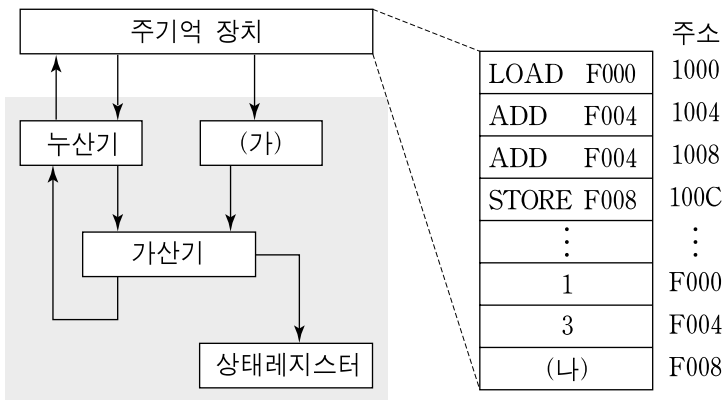 주기억 장치
누산기
(가)
가산기
상태레지스터
주소
LOAD F000 1000
ADD F004 1004
ADD F004 1008
STORE F008 100C
⋮ ⋮
1 F000
3 F004
(나) F008